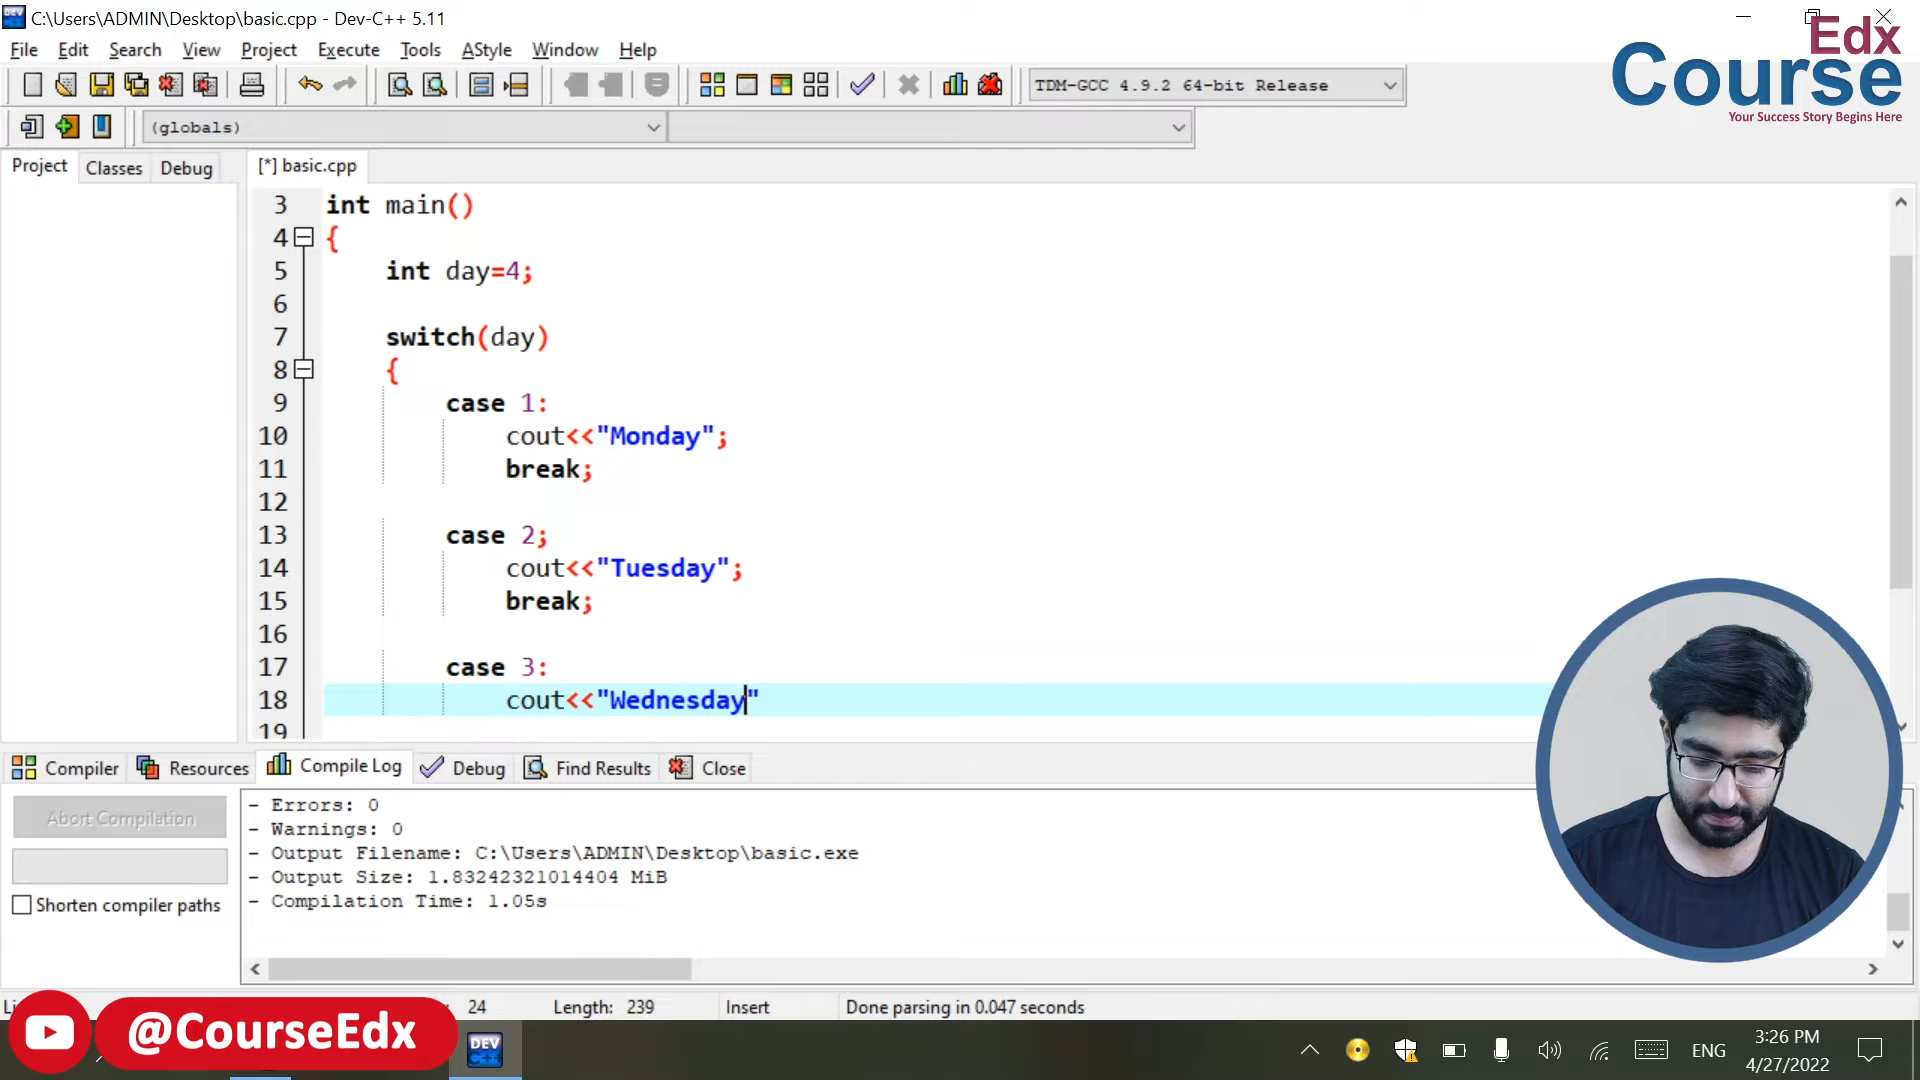 C:\Users\ADMIN\Desktop\basic.cpp - Dev-C++ 5.11
File Edit Search View Project Execute Tools AStyle Window Help
Edx
Course
Your Success Story Begins Here
TDM-GCC 4.9.2 64-bit Release
(globals)
Project Classes Debug
[*] basic.cpp
3 int main()
4 {
5 int day=4;
6
7 switch(day)
8 {
9 case 1:
10 cout<<"Monday";
11 break;
12
13 case 2;
14 cout<<"Tuesday";
15 break;
16
17 case 3:
18 cout<<"Wednesday"
19
Compiler Resources Compile Log Debug Find Results Close
Abort Compilation
Shorten compiler paths
- Errors: 0
- Warnings: 0
- Output Filename: C:\Users\ADMIN\Desktop\basic.exe
- Output Size: 1.83242321014404 MiB
- Compilation Time: 1.05s
24 Length: 239 Insert Done parsing in 0.047 seconds
@CourseEdx
DEV
C++
ENG
3:26 PM
4/27/2022